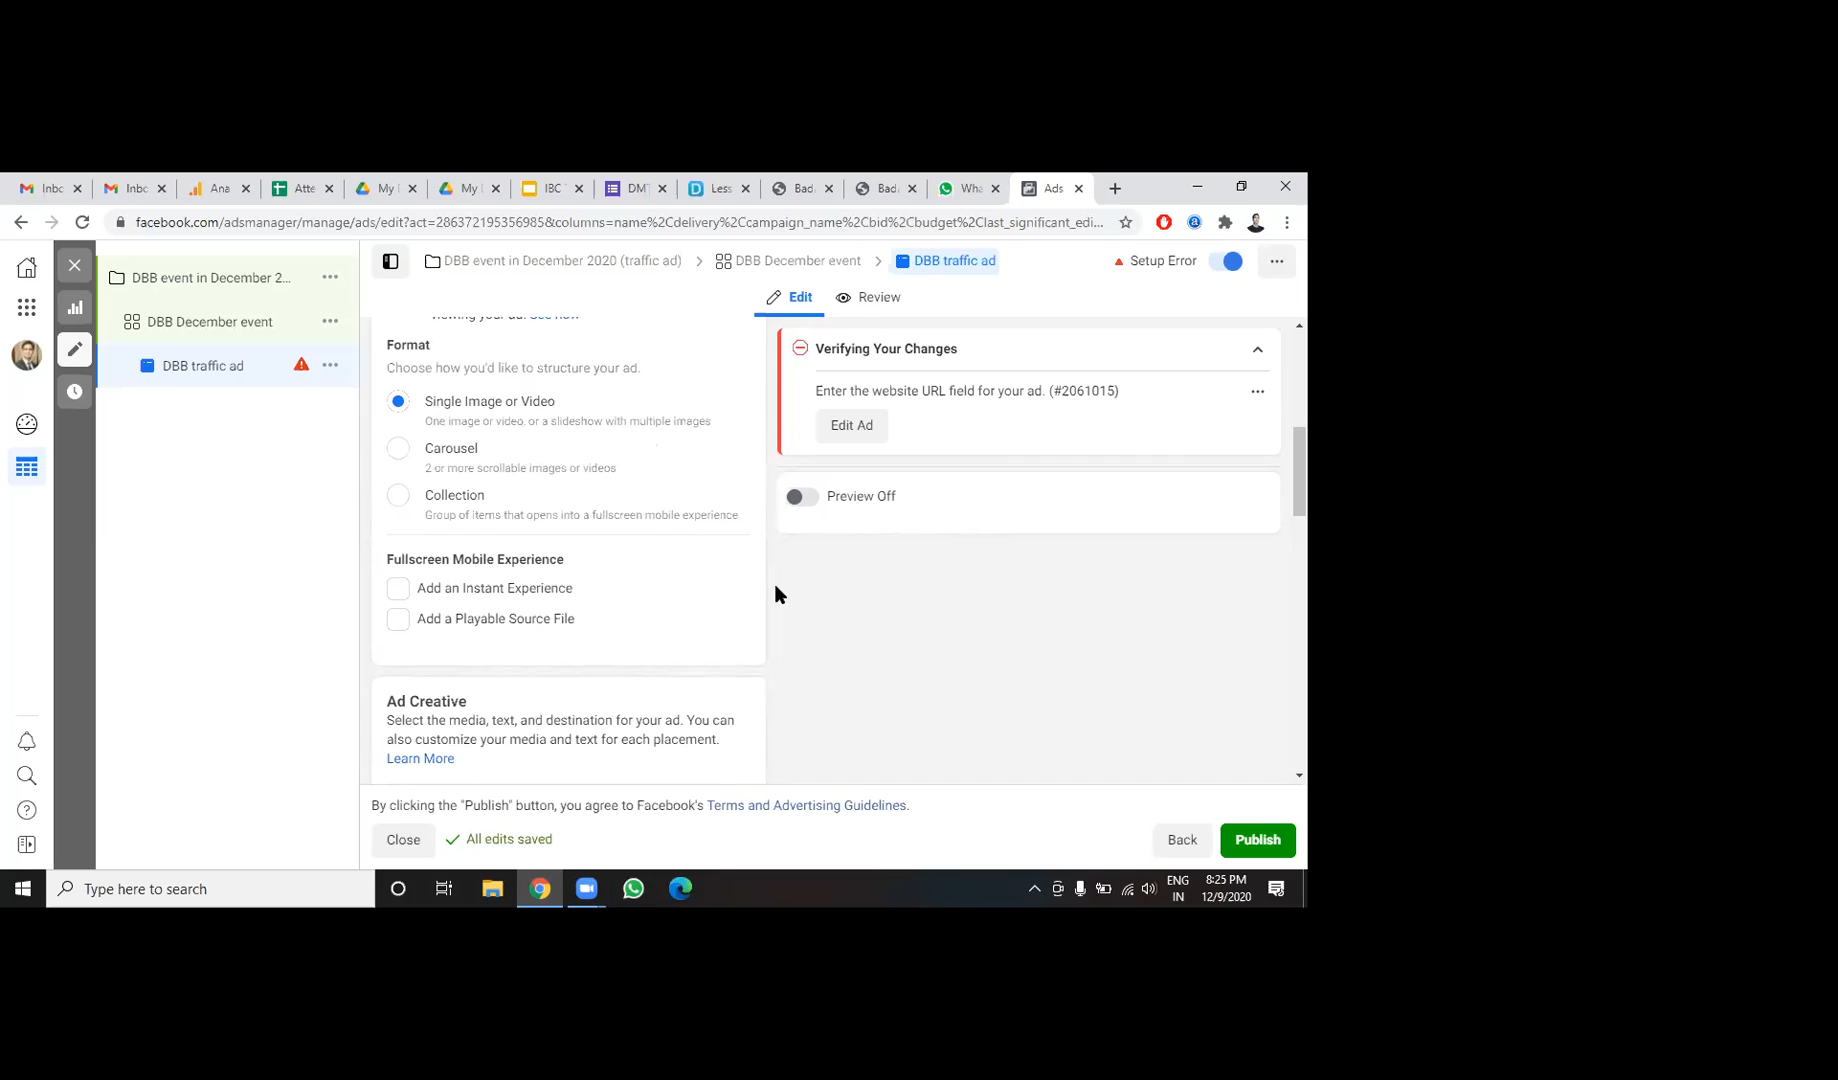 Inbc
Inbc
Ana
Atte
My
My
IBC
DM
Less
Bad
Bad
Wha
Ads
facebook.com/adsmanager/manage/ads/edit?act=286372195356985&columns=name%2Cdelivery%2Ccampaign_name%2Cbid%2Cbudget%2Clast_significant_edi...
DBB event in December 2...
DBB December event
DBB traffic ad
DBB event in December 2020 (traffic ad) > DBB December event > DBB traffic ad
Setup Error
Edit
Review
viewing your ad. See how
Format
Choose how you'd like to structure your ad.
Single Image or Video
One image or video, or a slideshow with multiple images
Carousel
2 or more scrollable images or videos
Collection
Group of items that opens into a fullscreen mobile experience.
Fullscreen Mobile Experience
Add an Instant Experience
Add a Playable Source File
Ad Creative
Select the media, text, and destination for your ad. You can
also customize your media and text for each placement.
Learn More
Verifying Your Changes
Enter the website URL field for your ad. (#2061015)
Edit Ad
Preview Off
By clicking the "Publish" button, you agree to Facebook's Terms and Advertising Guidelines.
Close
All edits saved
Back
Publish
Type here to search
ENG
IN
8:25 PM
12/9/2020